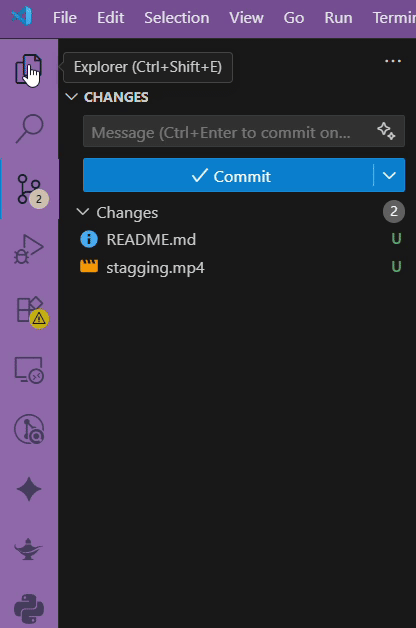 File Edit Selection View Go Run Termin
Explorer (Ctrl+Shift+E)
...
CHANGES
Message (Ctrl+Enter to commit on...
Commit
2
Changes 2
README.md U
stagging.mp4 U